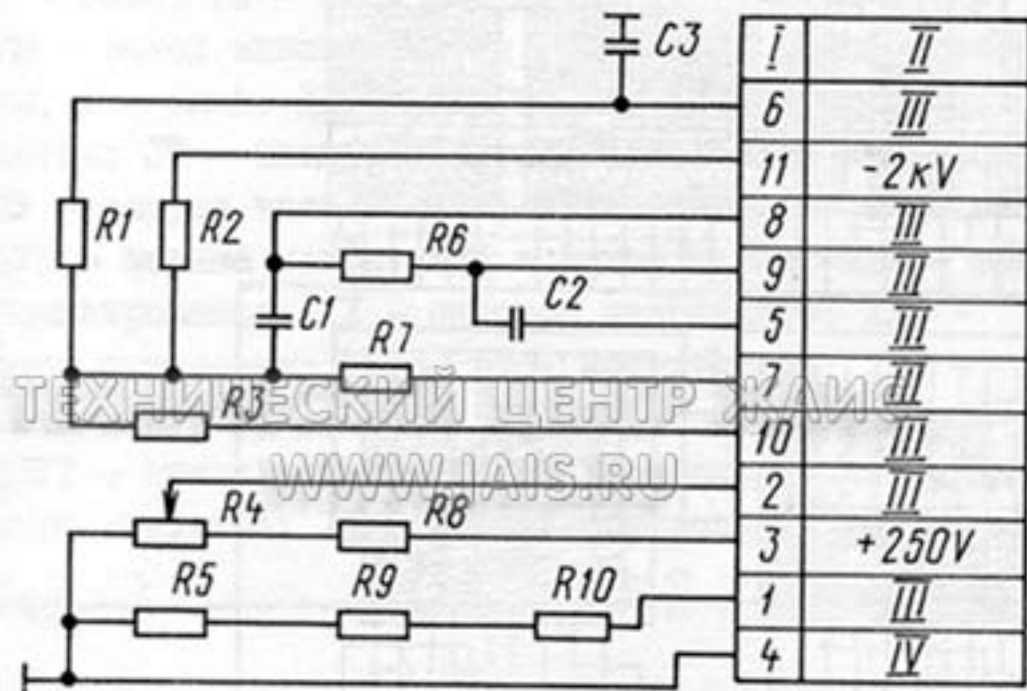 C3
I II
6 III
11 -2кV
R1 R2
8 III
R6
9 III
C1 C2
5 III
R7
7 III
ТЕХНИЧЕСКИЙ ЦЕНТР ЖАИС
R3
10 III
WWW.JAIS.RU
2 III
R4 R8
3 +250V
R5 R9 R10
1 III
4 IV